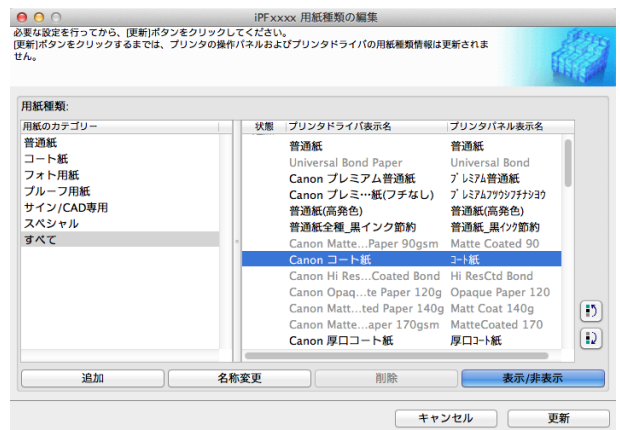 iPFxxxx 用紙種類の編集
必要な設定を行ってから、[更新]ボタンをクリックしてください。
[更新]ボタンをクリックするまでは、プリンタの操作パネルおよびプリンタドライバの用紙種類情報は更新されま
せん。
用紙種類:
用紙のカテゴリー
普通紙
コート紙
フォト用紙
プルーフ用紙
サイン/CAD専用
スペシャル
すべて
状態 プリンタドライバ表示名 プリンタパネル表示名
普通紙 普通紙
Universal Bond Paper Universal Bond
Canon プレミアム普通紙 プレミアム普通紙
Canon プレミ…紙(フチなし) プレミアムフツウシフチナシヨウ
普通紙(高発色) 普通紙(高発色)
普通紙全種_黒インク節約 普通紙_黒インク節約
Canon Matte...Paper 90gsm Matte Coated 90
Canon コート紙 コート紙
Canon Hi Res...Coated Bond Hi ResCtd Bond
Canon Opaq...te Paper 120g Opaque Paper 120
Canon Matt...ted Paper 140g Matt Coat 140g
Canon Matte...aper 170gsm MatteCoated 170
Canon 厚口コート紙 厚口コート紙
追加 名称変更 削除 表示/非表示
キャンセル 更新